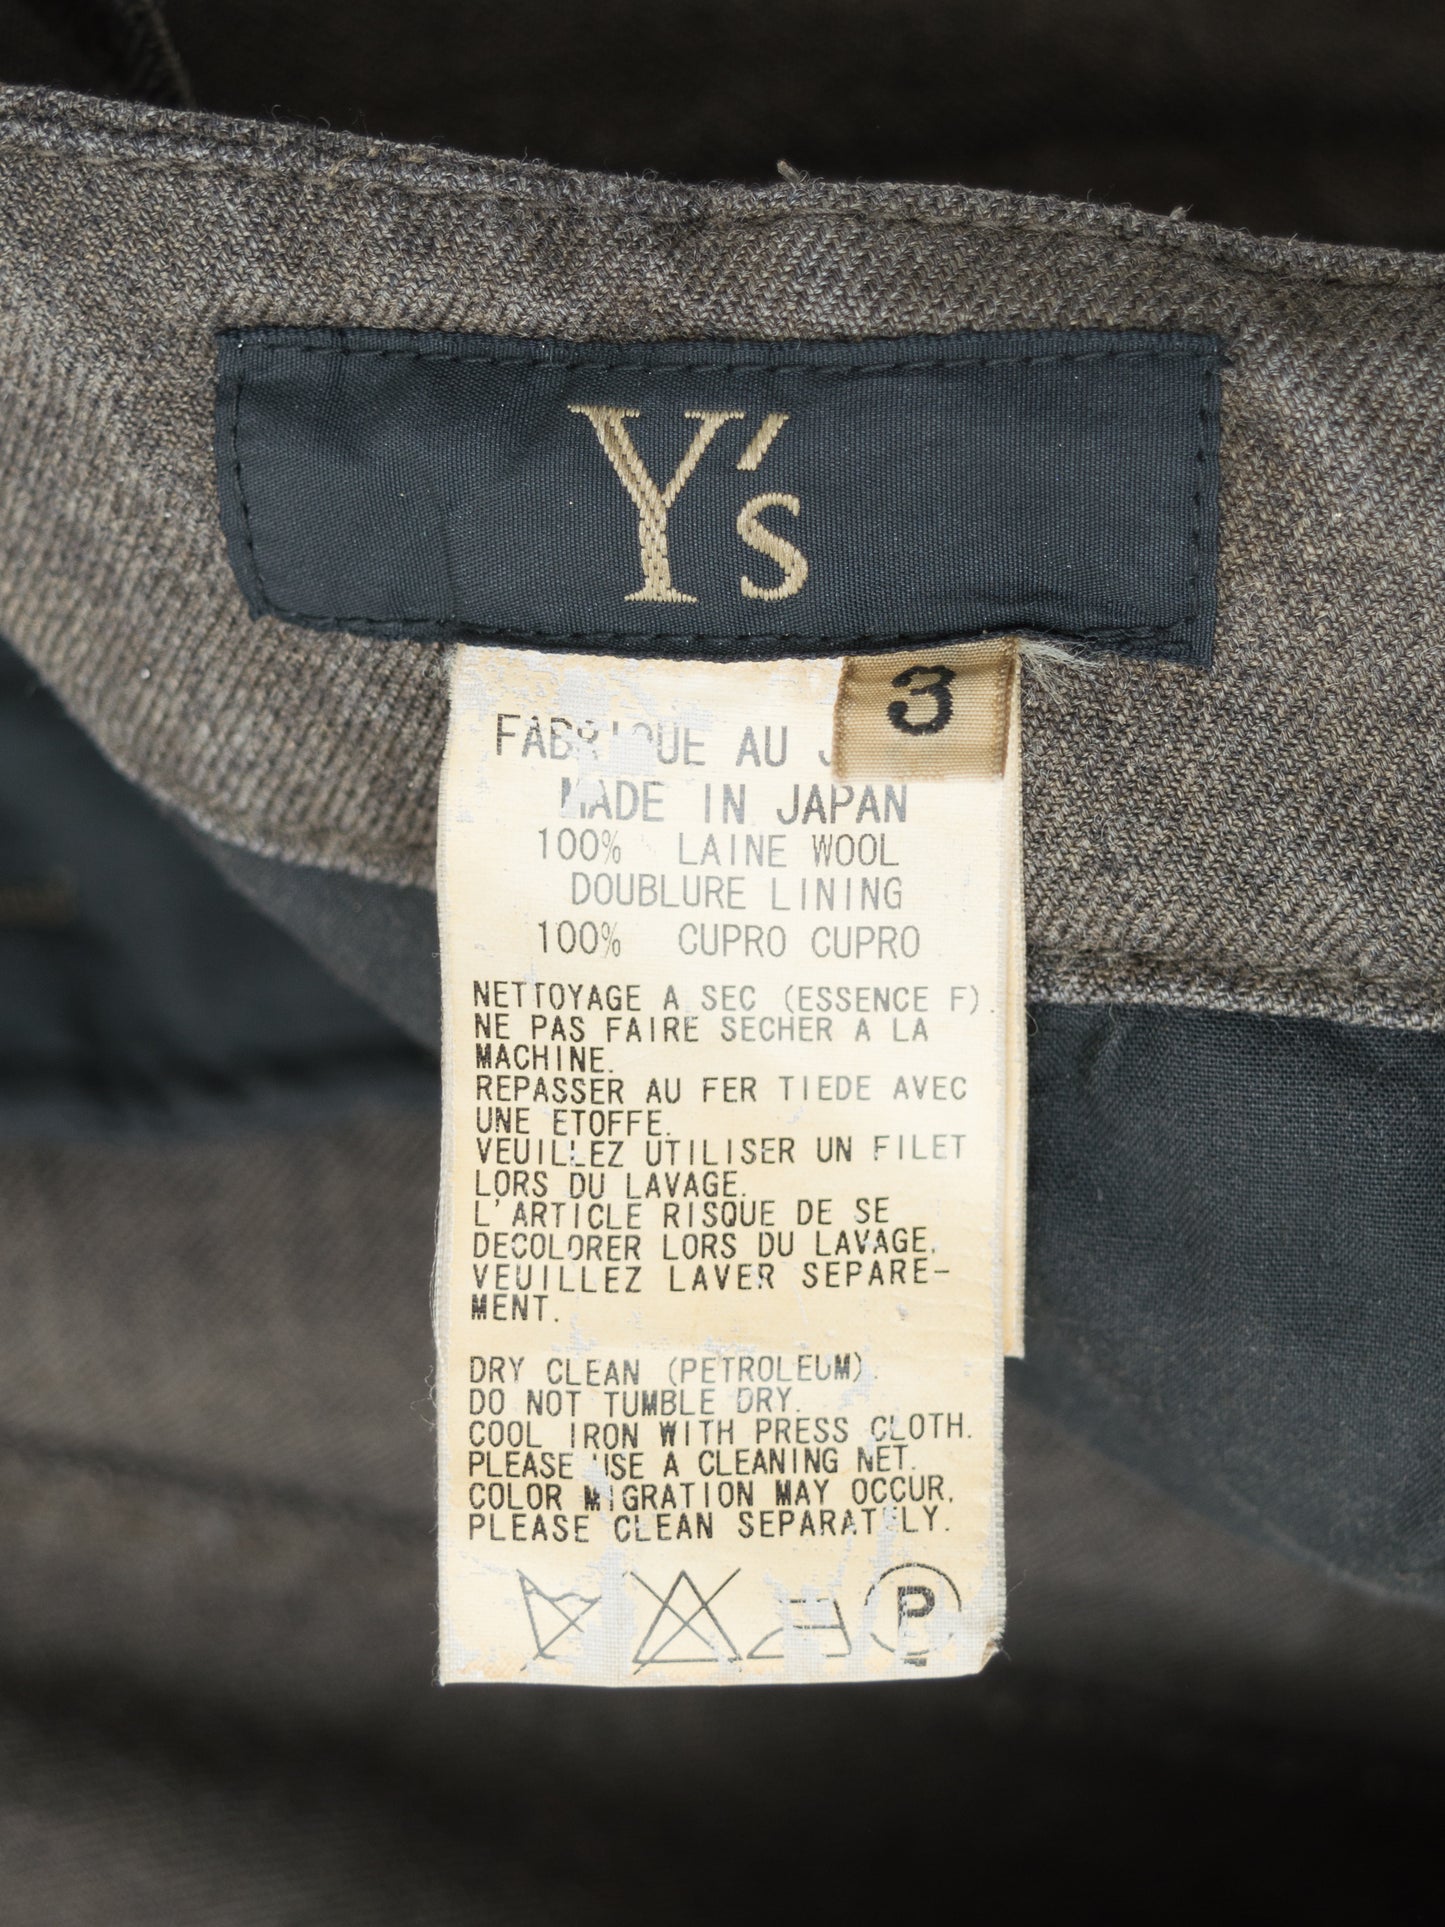 Y's
3
FABRIQUE AU J
MADE IN JAPAN
100% LAINE WOOL
DOUBLURE LINING
100% CUPRO CUPRO
NETTOYAGE A SEC (ESSENCE F).
NE PAS FAIRE SECHER A LA
MACHINE.
REPASSER AU FER TIEDE AVEC
UNE ETOFFE.
VEUILLEZ UTILISER UN FILET
LORS DU LAVAGE.
L'ARTICLE RISQUE DE SE
DECOLORER LORS DU LAVAGE.
VEUILLEZ LAVER SEPARE-
MENT.
DRY CLEAN (PETROLEUM).
DO NOT TUMBLE DRY.
COOL IRON WITH PRESS CLOTH.
PLEASE USE A CLEANING NET.
COLOR MIGRATION MAY OCCUR.
PLEASE CLEAN SEPARATELY.
P